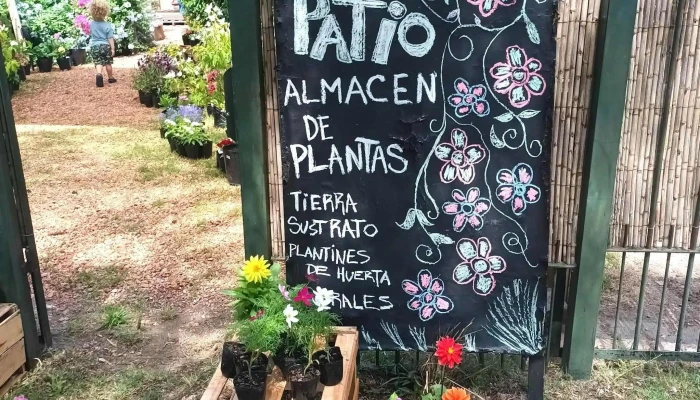 PATIO
ALMACEN
DE
PLANTAS
TIERRA
SUSTRATO
PLANTINES
DE HUERTA